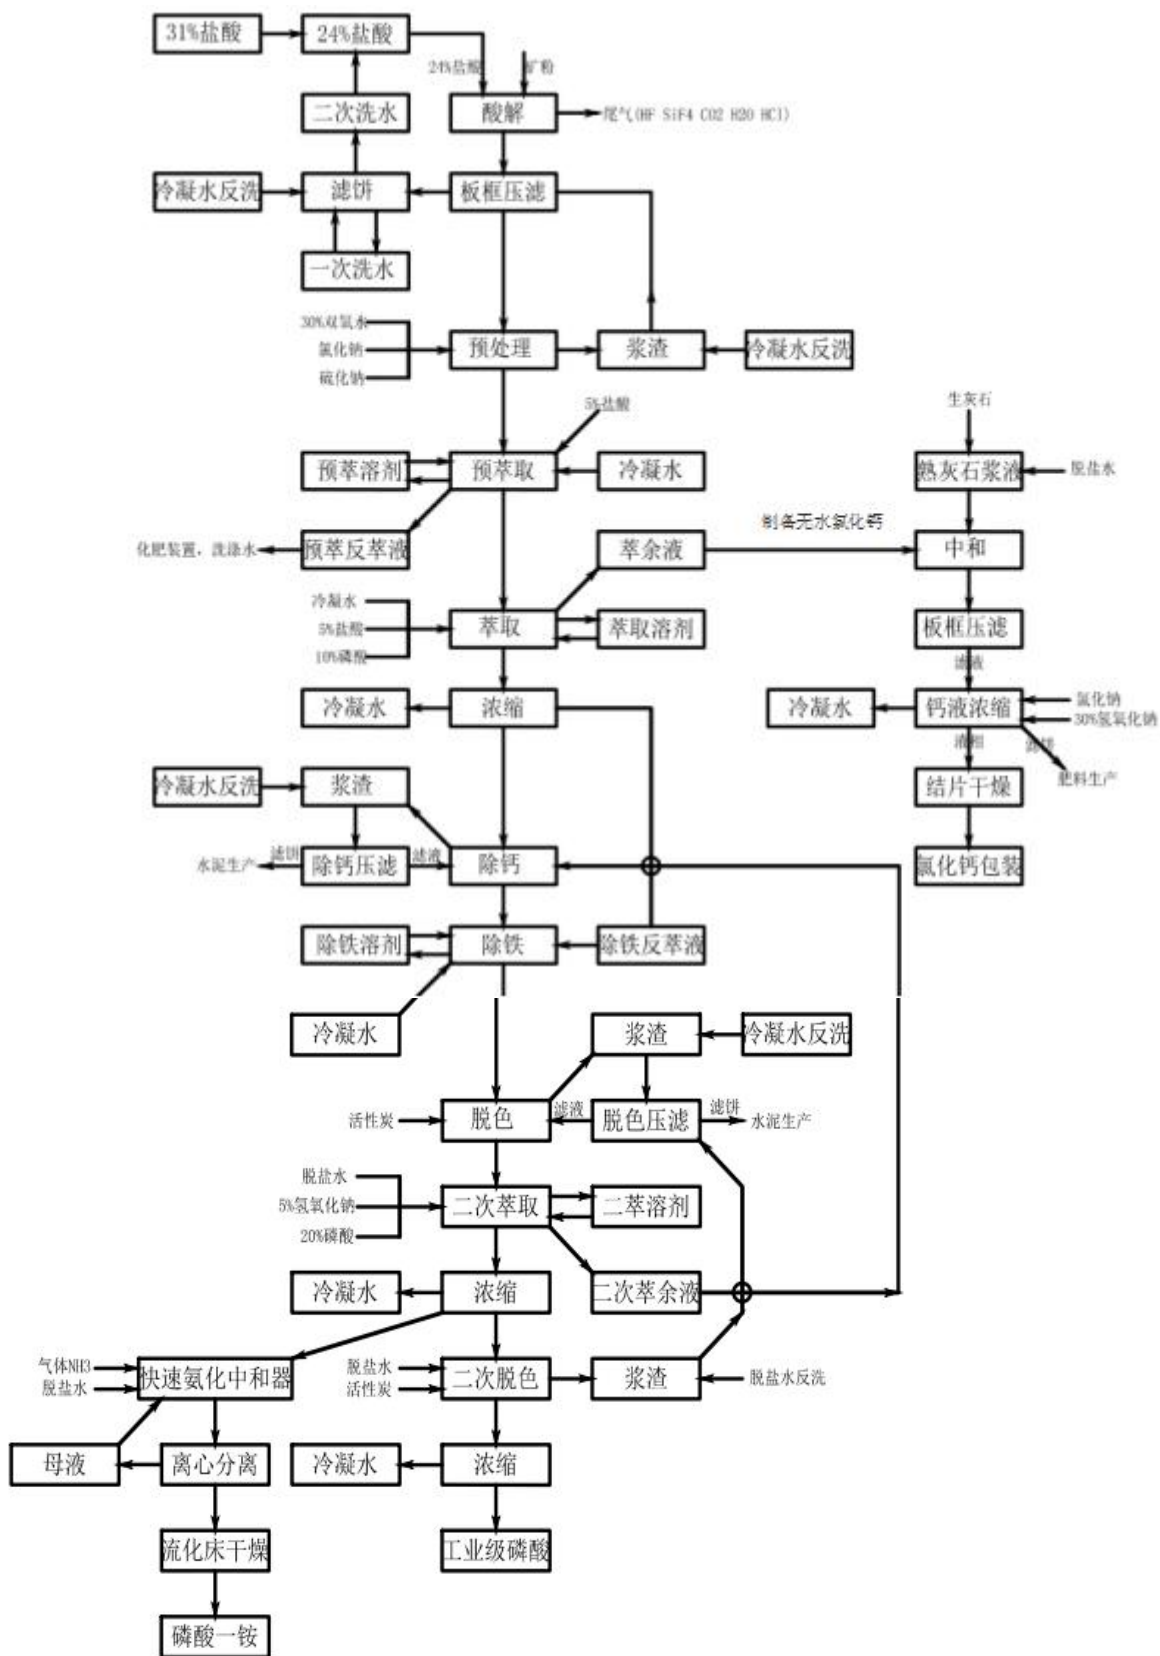 31%盐酸
24%盐酸
24%盐酸
矿粉
二次洗水
酸解
尾气(HF SiF4 CO2 H2O HCl)
冷凝水反洗
滤饼
板框压滤
一次洗水
30%双氧水
氯化钠
硫化钠
预处理
浆渣
冷凝水反洗
5%盐酸
生灰石
预萃溶剂
预萃取
冷凝水
熟灰石浆液
脱盐水
制备无水氯化钙
化肥装置，洗涤水
预萃反萃液
萃余液
中和
冷凝水
5%盐酸
10%磷酸
萃取
萃取溶剂
板框压滤
滤液
冷凝水
浓缩
冷凝水
钙液浓缩
氯化钠
30%氢氧化钠
液相
滤饼
肥料生产
冷凝水反洗
浆渣
结片干燥
水泥生产
滤饼
除钙压滤
滤液
除钙
氯化钙包装
除铁溶剂
除铁
除铁反萃液
冷凝水
浆渣
冷凝水反洗
活性炭
脱色
滤液
脱色压滤
滤饼
水泥生产
脱盐水
5%氢氧化钠
20%磷酸
二次萃取
二萃溶剂
冷凝水
浓缩
二次萃余液
气体NH3
脱盐水
快速氨化中和器
脱盐水
活性炭
二次脱色
浆渣
脱盐水反洗
母液
离心分离
冷凝水
浓缩
流化床干燥
工业级磷酸
磷酸一铵